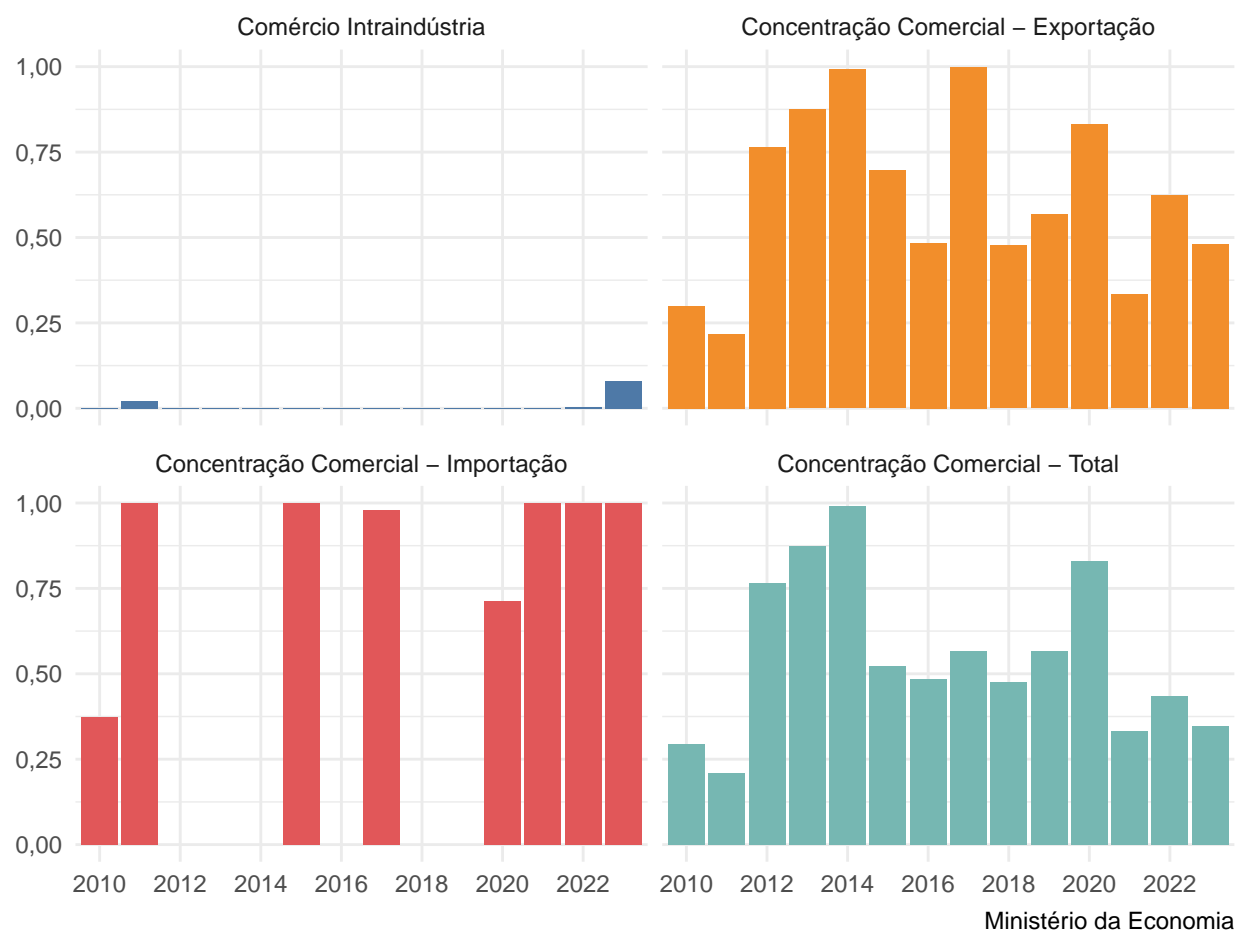 Comércio Intraindústria
Concentração Comercial – Exportação
1,00
0,75
0,50
0,25
0,00
Concentração Comercial – Importação
Concentração Comercial – Total
1,00
0,75
0,50
0,25
0,00
2010 2012 2014 2016 2018 2020 2022
2010 2012 2014 2016 2018 2020 2022
Ministério da Economia